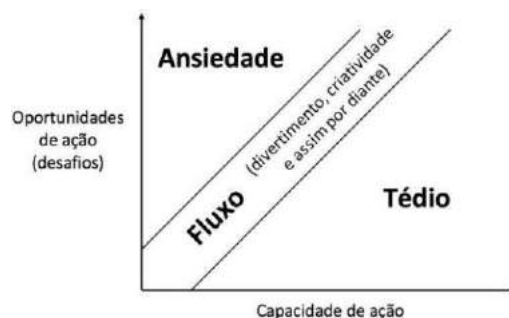 Ansiedade
Oportunidades
de ação
(desafios)
Fluxo
(divertimento, criatividade
e assim por diante)
Tédio
Capacidade de ação